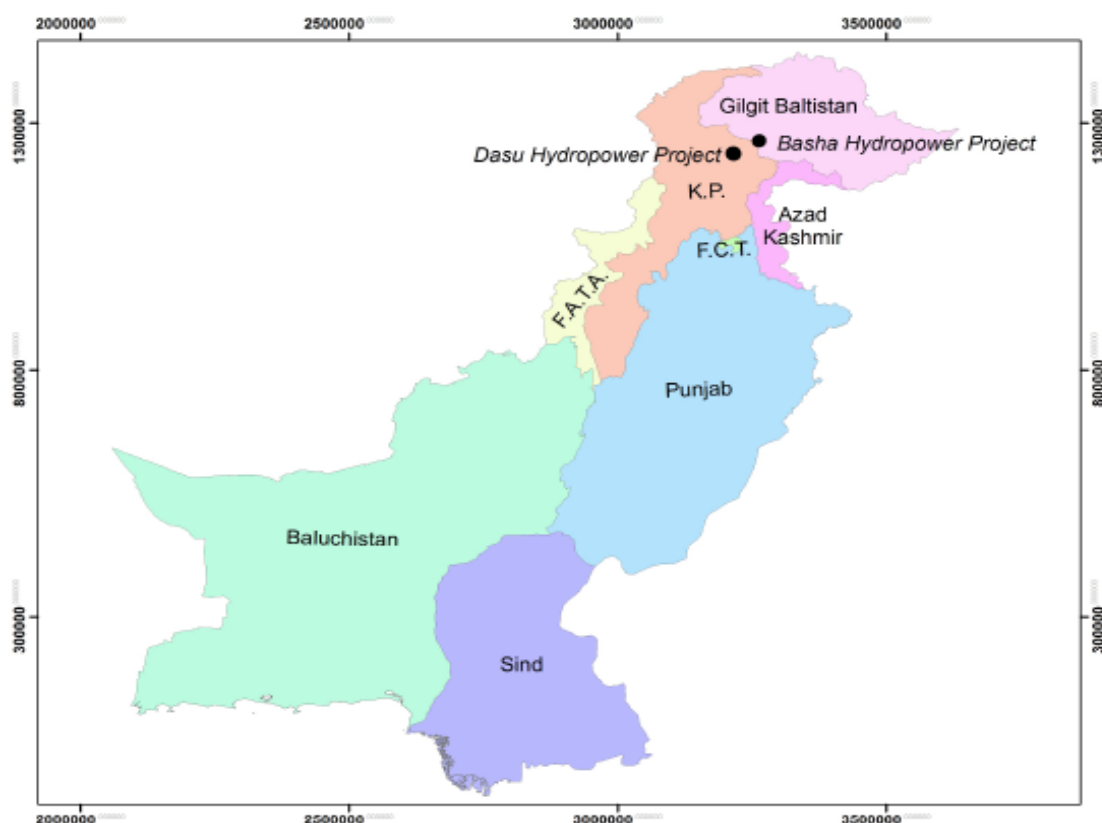 2000000 2500000 3000000 3500000
1300000
1300000
Gilgit Baltistan
Basha Hydropower Project
Dasu Hydropower Project
K.P.
Azad
Kashmir
F.C.T.
F.A.T.A.
800000
800000
Punjab
Baluchistan
300000
300000
Sind
2000000 2500000 3000000 3500000